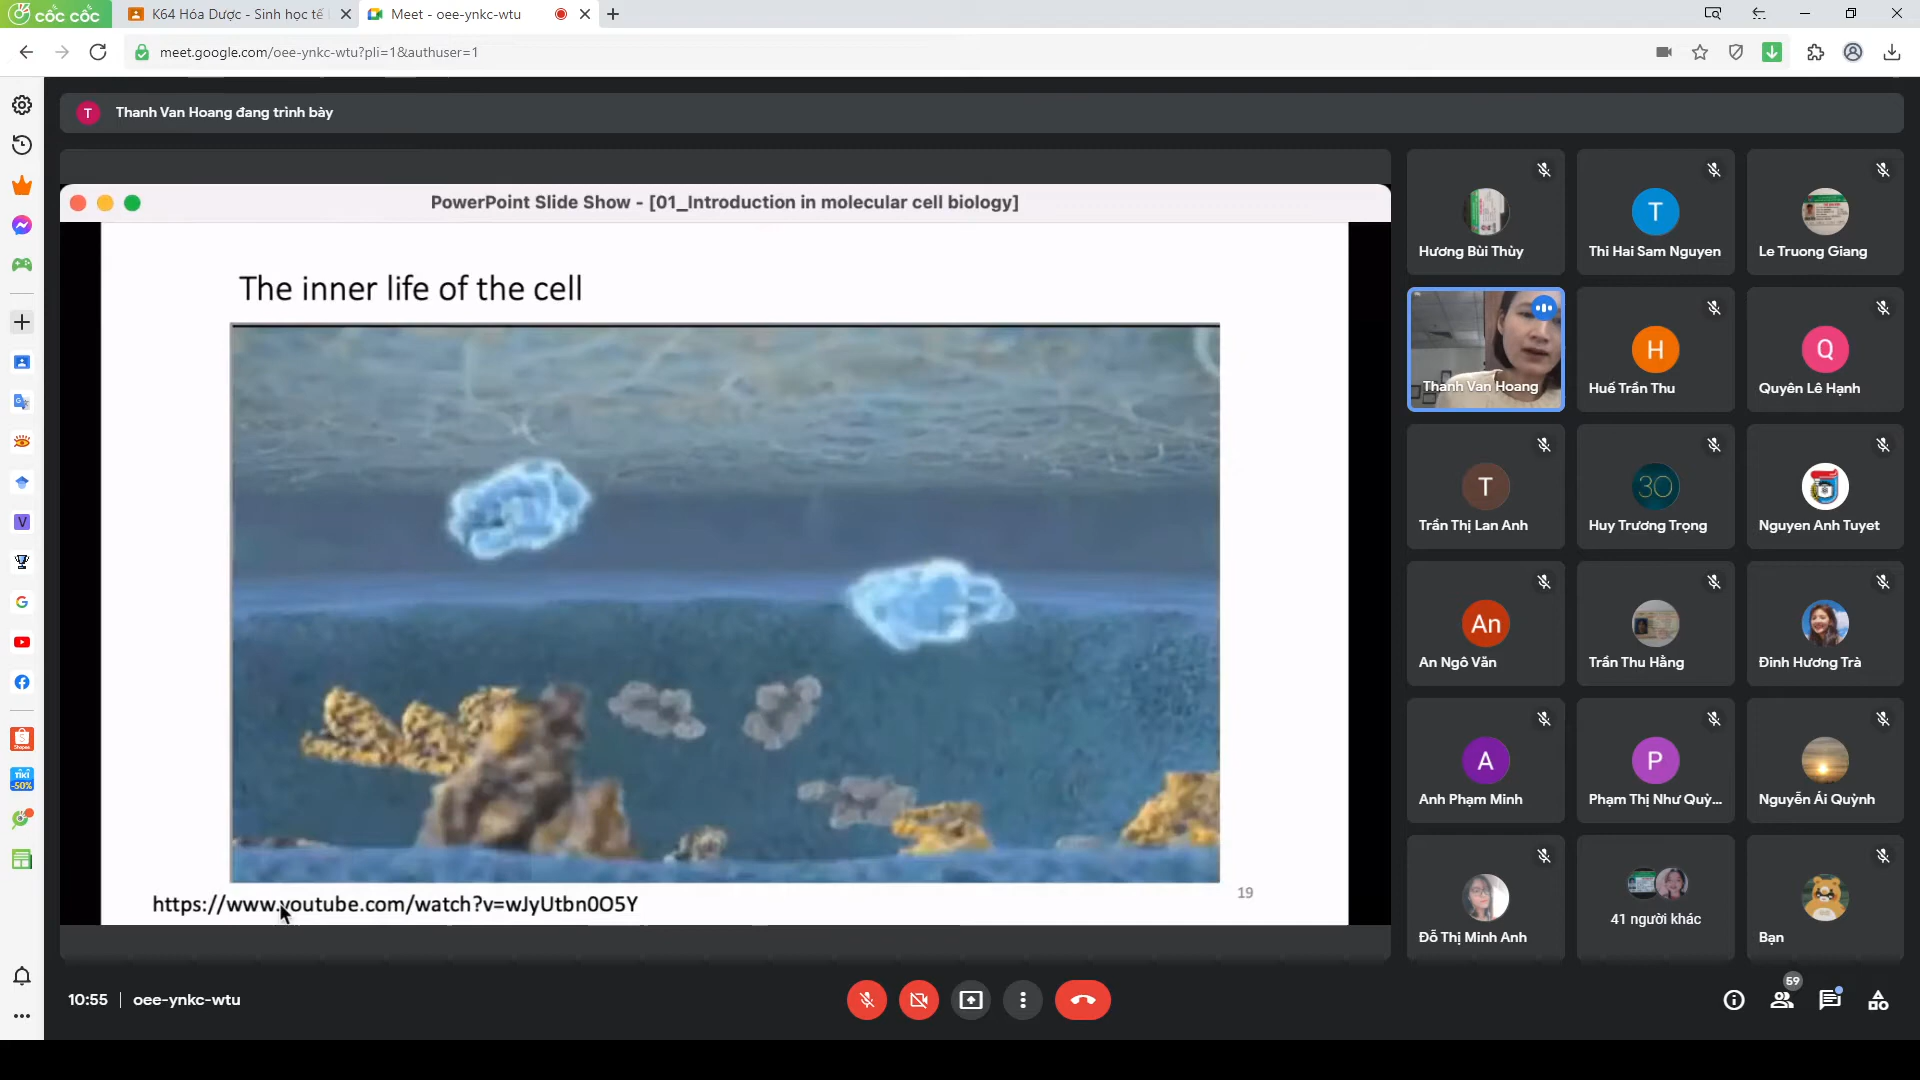 cốc cốc
K64 Hóa Dược - Sinh học tế
Meet - oee-ynkc-wtu
meet.google.com/oee-ynkc-wtu?pli=1&authuser=1
T
Thanh Van Hoang đang trình bày
PowerPoint Slide Show - [01_Introduction in molecular cell biology]
The inner life of the cell
https://www.youtube.com/watch?v=wJyUtbn0O5Y
19
Hương Bùi Thùy
T
Thi Hai Sam Nguyen
Le Truong Giang
Thanh Van Hoang
H
Huế Trần Thu
Q
Quyên Lê Hạnh
T
Trần Thị Lan Anh
30
Huy Trương Trọng
Nguyen Anh Tuyet
An
An Ngô Văn
Trần Thu Hằng
Đinh Hương Trà
A
Anh Phạm Minh
P
Phạm Thị Như Quỳ...
Nguyễn Ái Quỳnh
Đỗ Thị Minh Anh
41 người khác
Bạn
V
G
Shopee
TIKI
-50%
10:55
oee-ynkc-wtu
59